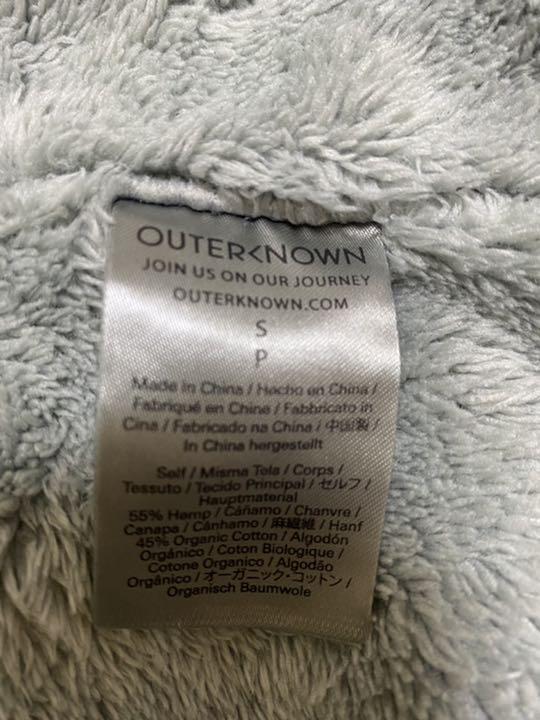 OUTERKNOWN
JOIN US ON OUR JOURNEY
OUTERKNOWN.COM
S
P
Made in China / Hecho en China /
Fabriqué en China / Fabbricato in
Cina / Fabricado na China / 中国製 /
In China hergestellt
Self / Misma Tela / Corps /
Tessuto / Tecido Principal / セルフ /
Hauptmaterial
55% Hemp / Cáñamo / Chanvre /
Canapa / Cânhamo / 麻繊維 / Hanf
45% Organic Cotton / Algodón
Orgánico / Coton Biologique /
Cotone Organico / Algodão
Orgânico / オーガニック・コットン /
Organisch Baumwole